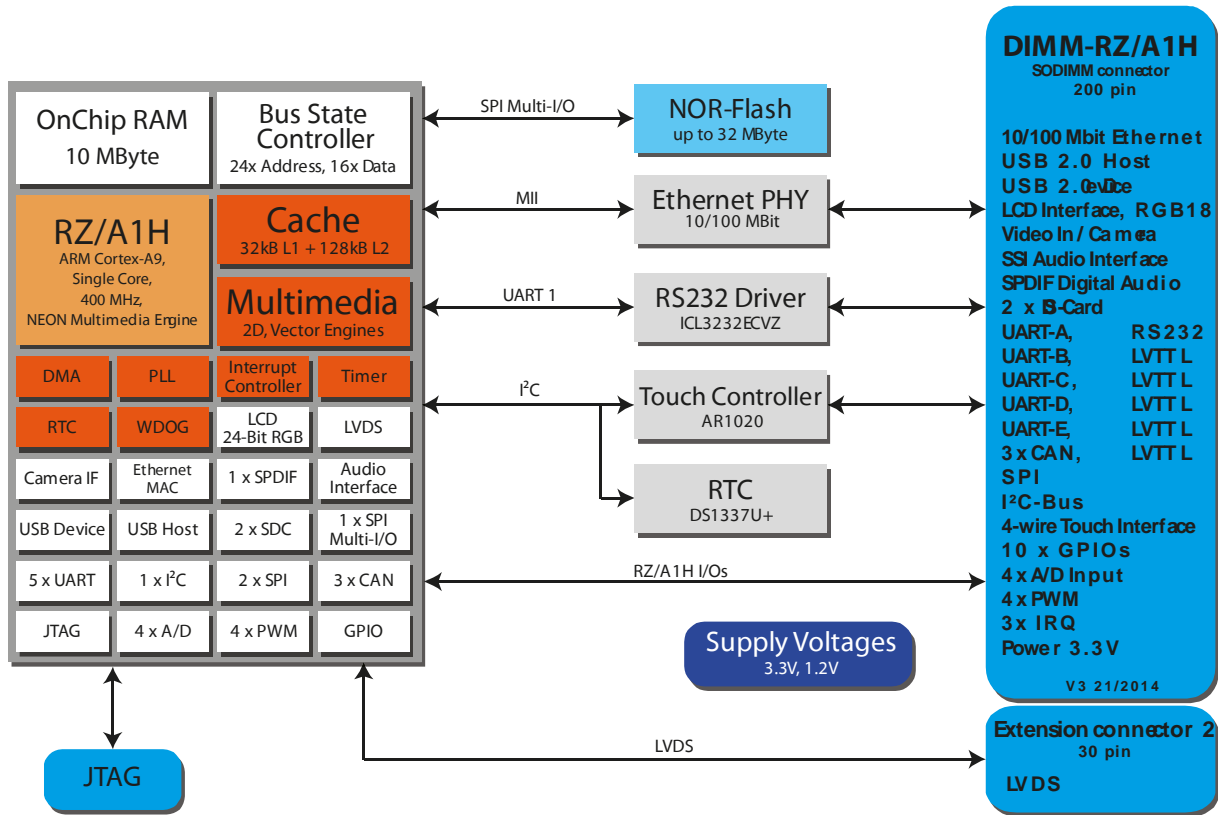 OnChip RAM
10 MByte
Bus State
Controller
24x Address, 16x Data
RZ/A1H
ARM Cortex-A9,
Single Core,
400 MHz,
NEON Multimedia Engine
Cache
32kB L1 + 128kB L2
Multimedia
2D, Vector Engines
DMA
PLL
Interrupt
Controller
Timer
RTC
WDOG
LCD
24-Bit RGB
LVDS
Camera IF
Ethernet
MAC
1 x SPDIF
Audio
Interface
USB Device
USB Host
2 x SDC
1 x SPI
Multi-I/O
5 x UART
1 x I²C
2 x SPI
3 x CAN
JTAG
4 x A/D
4 x PWM
GPIO
JTAG
SPI Multi-I/O
MII
UART 1
I²C
RZ/A1H I/Os
LVDS
NOR-Flash
up to 32 MByte
Ethernet PHY
10/100 MBit
RS232 Driver
ICL3232ECVZ
Touch Controller
AR1020
RTC
DS1337U+
Supply Voltages
3.3V, 1.2V
DIMM-RZ/A1H
SODIMM connector
200 pin
10/100 Mbit Ethernet
USB 2.0 Host
USB 2.0
LCD Interface, RGB18
Video In / Camera
SSI Audio Interface
SPDIF Digital Audio
2 x
UART-A, RS232
UART-B, LVTTL
UART-C, LVTTL
UART-D, LVTTL
UART-E, LVTTL
3 x CAN, LVTTL
SPI
I²C-Bus
4-wire Touch Interface
10 x GPIOs
4 x A/D Input
4 x PWM
3 x IRQ
Power 3.3V
V3 21/2014
Extension connector 2
30 pin
LVDS